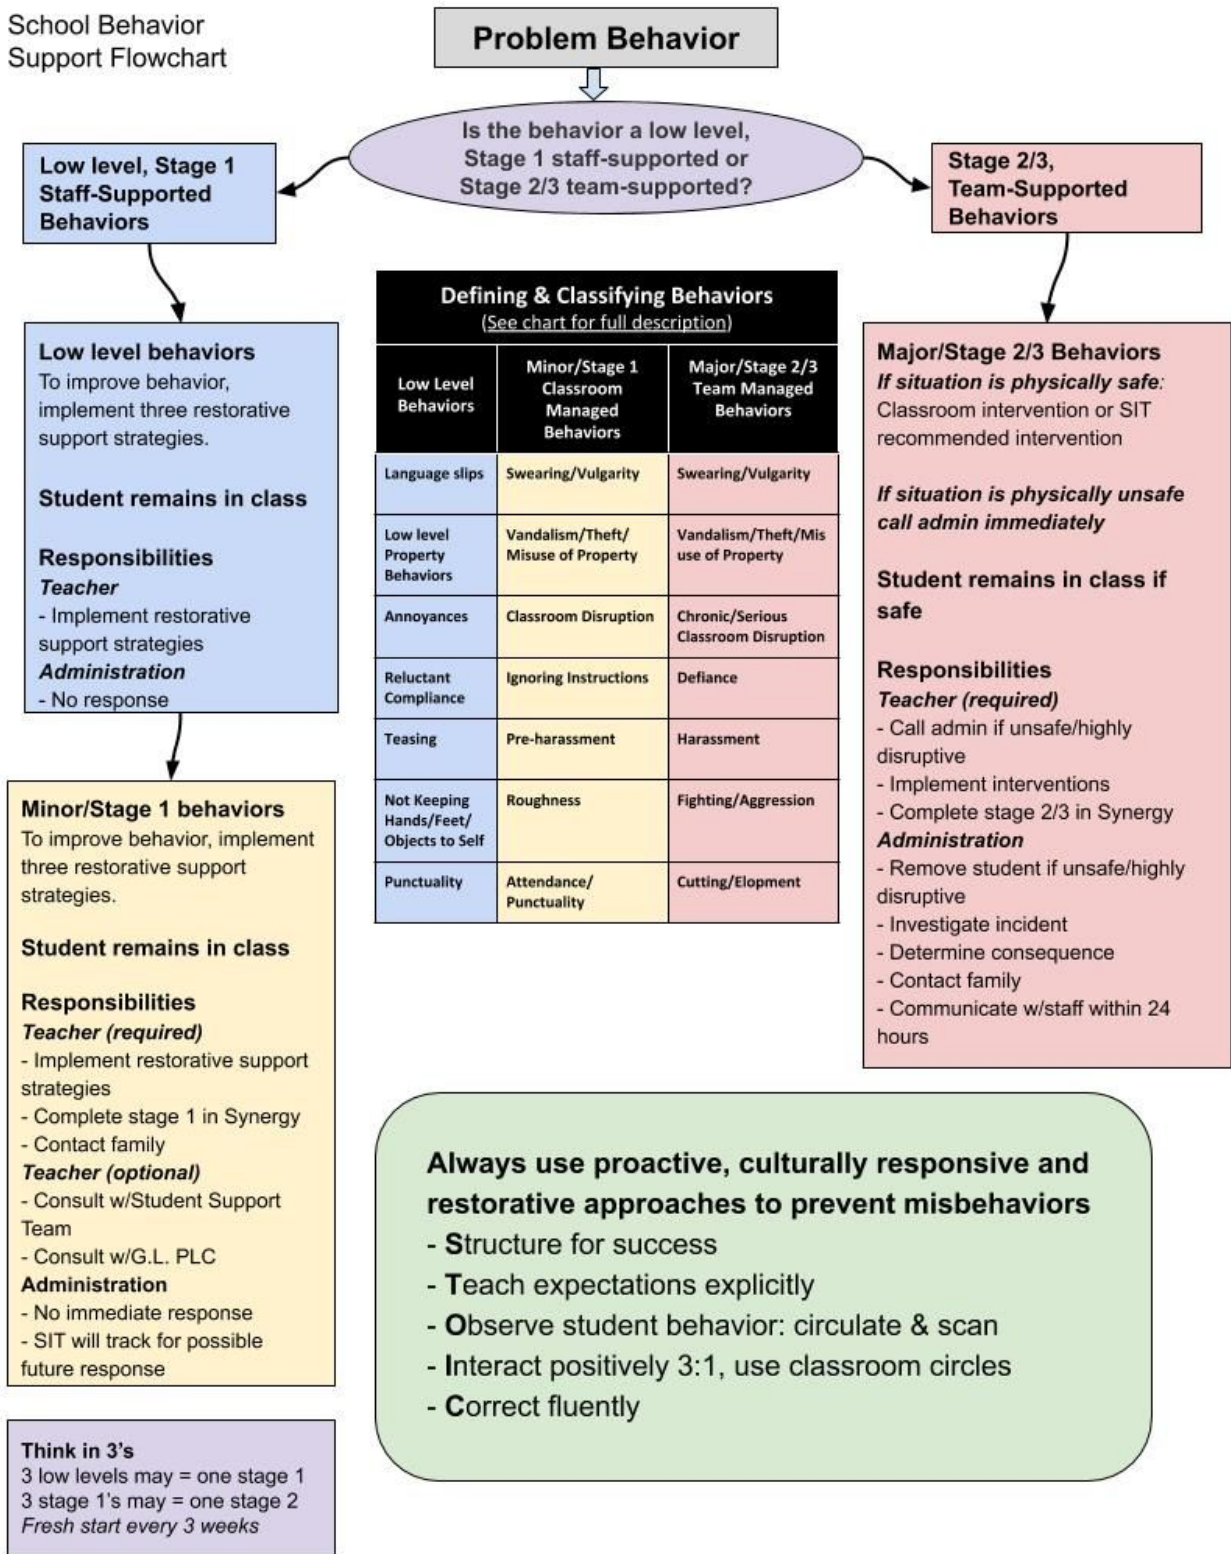 School Behavior
Support Flowchart
Problem Behavior
Is the behavior a low level,
Stage 1 staff-supported or
Stage 2/3 team-supported?
Low level, Stage 1
Staff-Supported
Behaviors
Stage 2/3,
Team-Supported
Behaviors
Low level behaviors
To improve behavior,
implement three restorative
support strategies.
Student remains in class
Responsibilities
Teacher
- Implement restorative
support strategies
Administration
- No response
Minor/Stage 1 behaviors
To improve behavior, implement
three restorative support
strategies.
Student remains in class
Responsibilities
Teacher (required)
- Implement restorative support
strategies
- Complete stage 1 in Synergy
- Contact family
Teacher (optional)
- Consult w/Student Support
Team
- Consult w/G.L. PLC
Administration
- No immediate response
- SIT will track for possible
future response
Think in 3's
3 low levels may = one stage 1
3 stage 1's may = one stage 2
Fresh start every 3 weeks
Defining & Classifying Behaviors
(See chart for full description)
Low Level
Behaviors
Minor/Stage 1
Classroom
Managed
Behaviors
Major/Stage 2/3
Team Managed
Behaviors
Language slips
Swearing/Vulgarity
Swearing/Vulgarity
Low level
Property
Behaviors
Vandalism/Theft/
Misuse of Property
Vandalism/Theft/Mis
use of Property
Annoyances
Classroom Disruption
Chronic/Serious
Classroom Disruption
Reluctant
Compliance
Ignoring Instructions
Defiance
Teasing
Pre-harassment
Harassment
Not Keeping
Hands/Feet/
Objects to Self
Roughness
Fighting/Aggression
Punctuality
Attendance/
Punctuality
Cutting/Elopment
Major/Stage 2/3 Behaviors
If situation is physically safe:
Classroom intervention or SIT
recommended intervention
If situation is physically unsafe
call admin immediately
Student remains in class if
safe
Responsibilities
Teacher (required)
- Call admin if unsafe/highly
disruptive
- Implement interventions
- Complete stage 2/3 in Synergy
Administration
- Remove student if unsafe/highly
disruptive
- Investigate incident
- Determine consequence
- Contact family
- Communicate w/staff within 24
hours
Always use proactive, culturally responsive and
restorative approaches to prevent misbehaviors
- Structure for success
- Teach expectations explicitly
- Observe student behavior: circulate & scan
- Interact positively 3:1, use classroom circles
- Correct fluently